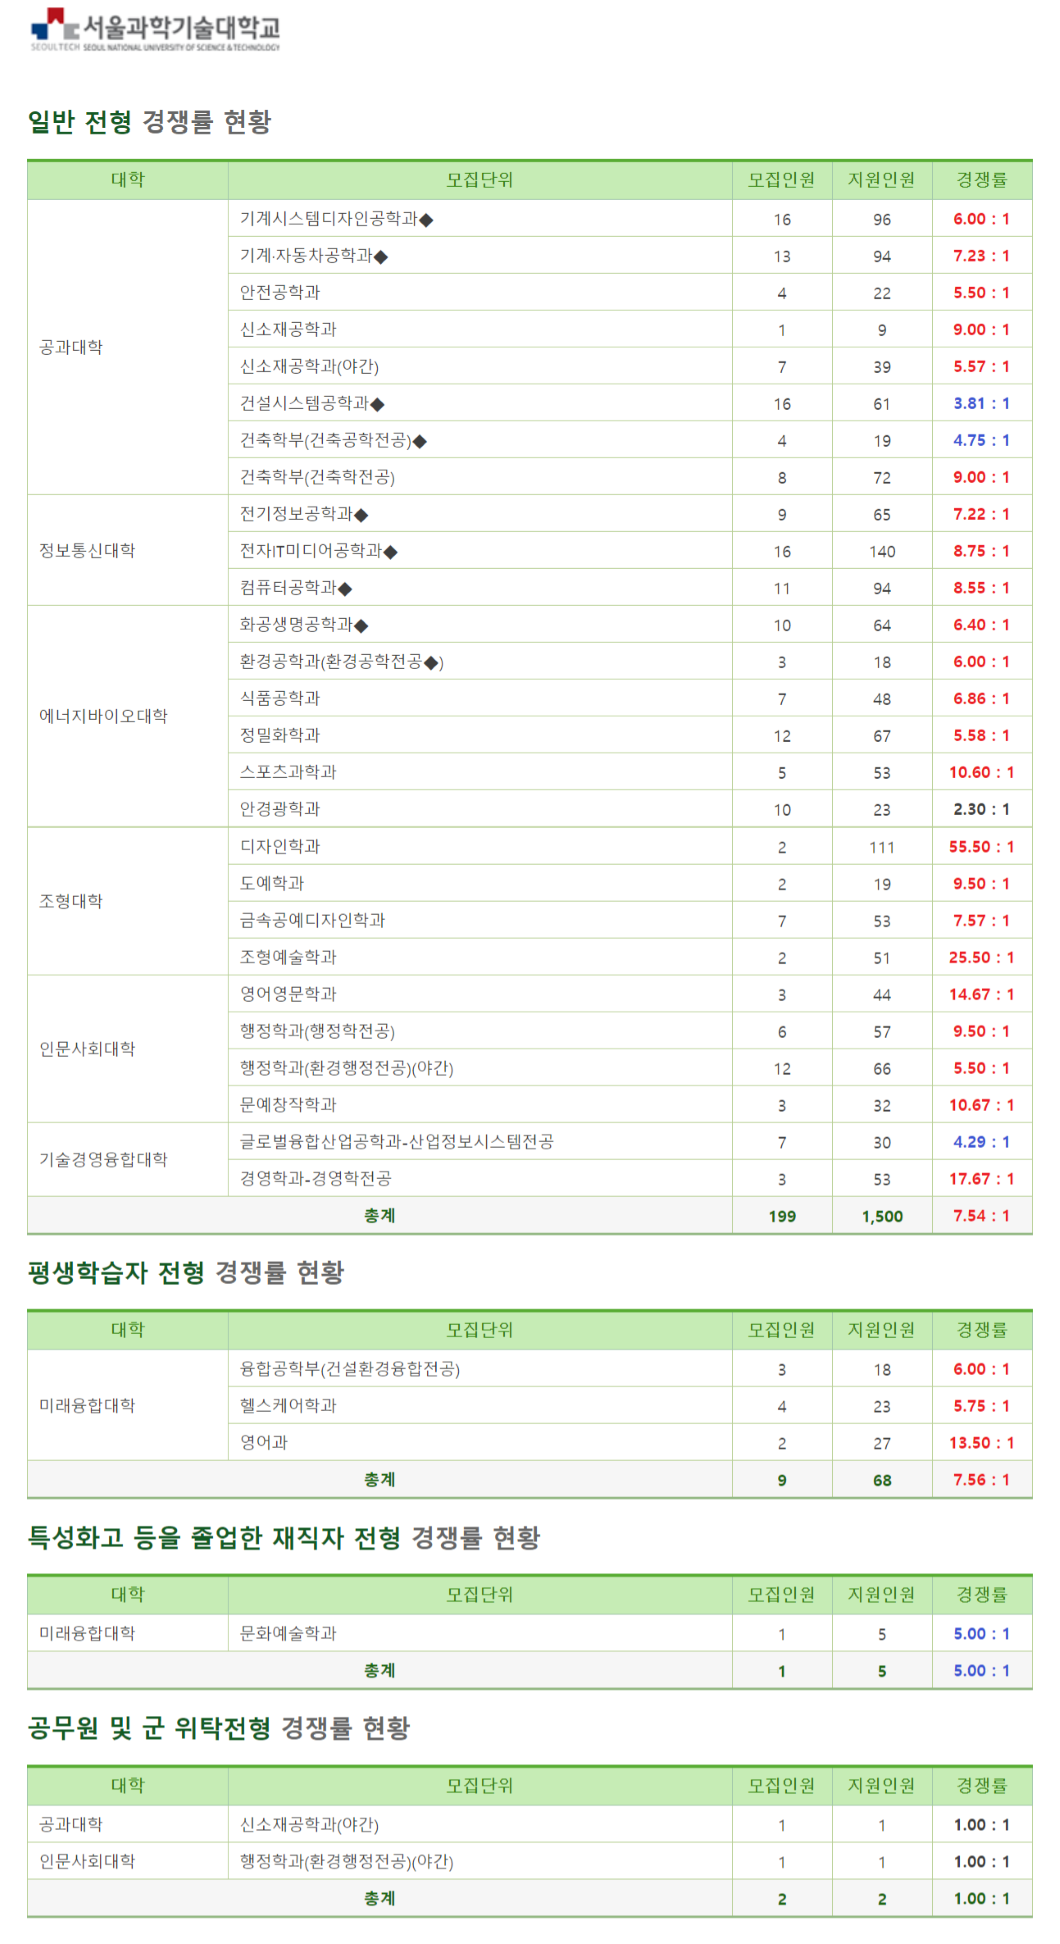 서울과학기술대학교
SEOULTECH SEOUL NATIONAL UNIVERSITY OF SCIENCE & TECHNOLOGY
일반 전형 경쟁률 현황
대학 모집단위 모집인원 지원인원 경쟁률
공과대학
기계시스템디자인공학과◆ 16 96 6.00 : 1
기계·자동차공학과◆ 13 94 7.23 : 1
안전공학과 4 22 5.50 : 1
신소재공학과 1 9 9.00 : 1
신소재공학과(야간) 7 39 5.57 : 1
건설시스템공학과◆ 16 61 3.81 : 1
건축학부(건축공학전공)◆ 4 19 4.75 : 1
건축학부(건축학전공) 8 72 9.00 : 1
정보통신대학
전기정보공학과◆ 9 65 7.22 : 1
전자IT미디어공학과◆ 16 140 8.75 : 1
컴퓨터공학과◆ 11 94 8.55 : 1
에너지바이오대학
화공생명공학과◆ 10 64 6.40 : 1
환경공학과(환경공학전공◆) 3 18 6.00 : 1
식품공학과 7 48 6.86 : 1
정밀화학과 12 67 5.58 : 1
스포츠과학과 5 53 10.60 : 1
안경광학과 10 23 2.30 : 1
조형대학
디자인학과 2 111 55.50 : 1
도예학과 2 19 9.50 : 1
금속공예디자인학과 7 53 7.57 : 1
조형예술학과 2 51 25.50 : 1
인문사회대학
영어영문학과 3 44 14.67 : 1
행정학과(행정학전공) 6 57 9.50 : 1
행정학과(환경행정전공)(야간) 12 66 5.50 : 1
문예창작학과 3 32 10.67 : 1
기술경영융합대학
글로벌융합산업공학과-산업정보시스템전공 7 30 4.29 : 1
경영학과-경영학전공 3 53 17.67 : 1
총계 199 1,500 7.54 : 1
평생학습자 전형 경쟁률 현황
대학 모집단위 모집인원 지원인원 경쟁률
미래융합대학
융합공학부(건설환경융합전공) 3 18 6.00 : 1
헬스케어학과 4 23 5.75 : 1
영어과 2 27 13.50 : 1
총계 9 68 7.56 : 1
특성화고 등을 졸업한 재직자 전형 경쟁률 현황
대학 모집단위 모집인원 지원인원 경쟁률
미래융합대학 문화예술학과 1 5 5.00 : 1
총계 1 5 5.00 : 1
공무원 및 군 위탁전형 경쟁률 현황
대학 모집단위 모집인원 지원인원 경쟁률
공과대학 신소재공학과(야간) 1 1 1.00 : 1
인문사회대학 행정학과(환경행정전공)(야간) 1 1 1.00 : 1
총계 2 2 1.00 : 1